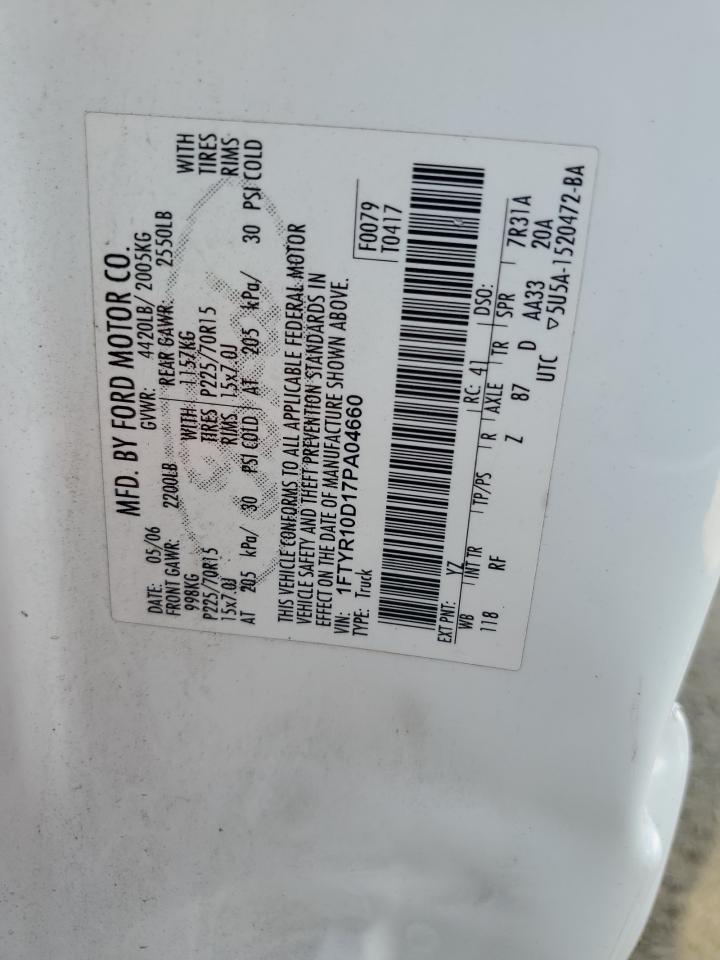 MFD. BY FORD MOTOR CO.
DATE: 05/06 GVWR: 4420LB/ 2005KG
FRONT GAWR: 2200LB REAR GAWR: 2550LB
998KG WITH 1157KG WITH
P225/70R15 TIRES P225/70R15 TIRES
15x7.0J RIMS 15x7.0J RIMS
AT 205 kPa/ 30 PSI COLD AT 205 kPa/ 30 PSI COLD
THIS VEHICLE CONFORMS TO ALL APPLICABLE FEDERAL MOTOR
VEHICLE SAFETY AND THEFT PREVENTION STANDARDS IN
EFFECT ON THE DATE OF MANUFACTURE SHOWN ABOVE.
VIN: 1FTYR10D17PA04660 F0079
TYPE: Truck T0417
EXT PNT: YZ RC: 41 DSO:
WB INT TR TP/PS R AXLE TR SPR 7R31A
118 RF Z 87 D AA33 20A
UTC ▽5U5A-1520472-BA